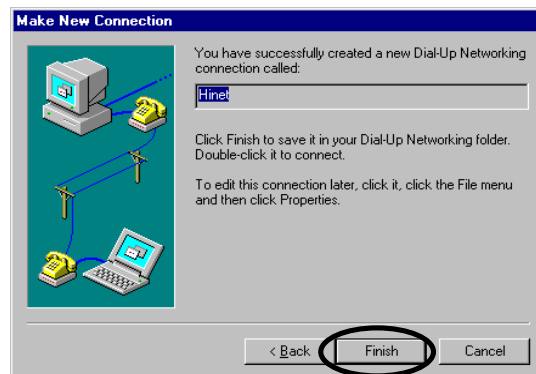 Make New Connection
You have successfully created a new Dial-Up Networking
connection called:
Hinet
Click Finish to save it in your Dial-Up Networking folder.
Double-click it to connect.
To edit this connection later, click it, click the File menu
and then click Properties.
< Back
Finish
Cancel